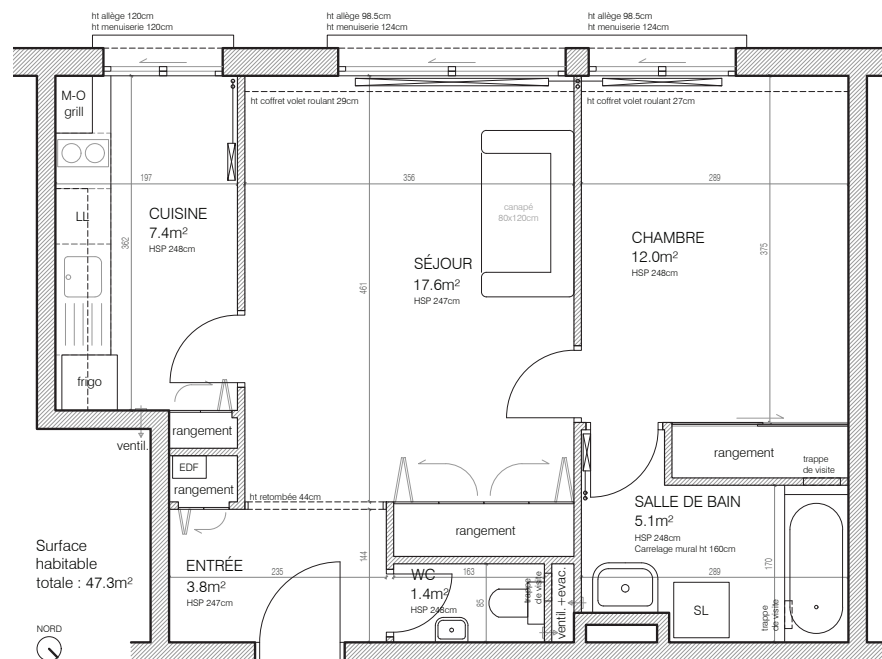 ht allège 120cm
ht menuiserie 120cm
ht allège 98.5cm
ht menuiserie 124cm
ht allège 98.5cm
ht menuiserie 124cm
M-O
grill
ht coffret volet roulant 29cm
ht coffret volet roulant 27cm
197
356
289
LL
CUISINE
7.4m²
HSP 248cm
362
canapé
80x120cm
SÉJOUR
17.6m²
HSP 247cm
461
CHAMBRE
12.0m²
HSP 248cm
375
frigo
ventil.
rangement
EDF
rangement
ht retombée 44cm
rangement
rangement
trappe
de visite
SALLE DE BAIN
5.1m²
HSP 248cm
Carrelage mural ht 160cm
289
170
Surface
habitable
totale : 47.3m²
ENTRÉE
3.8m²
HSP 247cm
235
144
WC
1.4m²
HSP 248cm
163
85
trappe
de visite
ventil. +evac.
SL
trappe
de visite
NORD